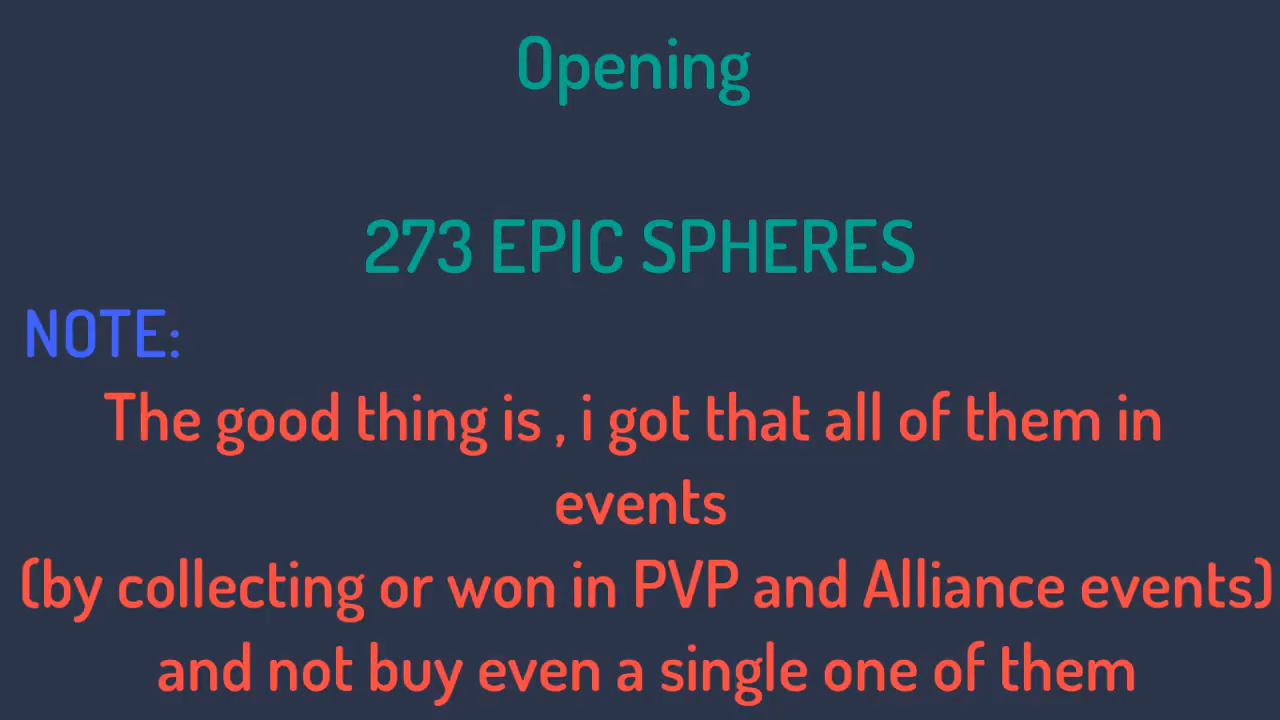 Opening
273 EPIC SPHERES
NOTE:
The good thing is , i got that all of them in
events
(by collecting or won in PVP and Alliance events)
and not buy even a single one of them